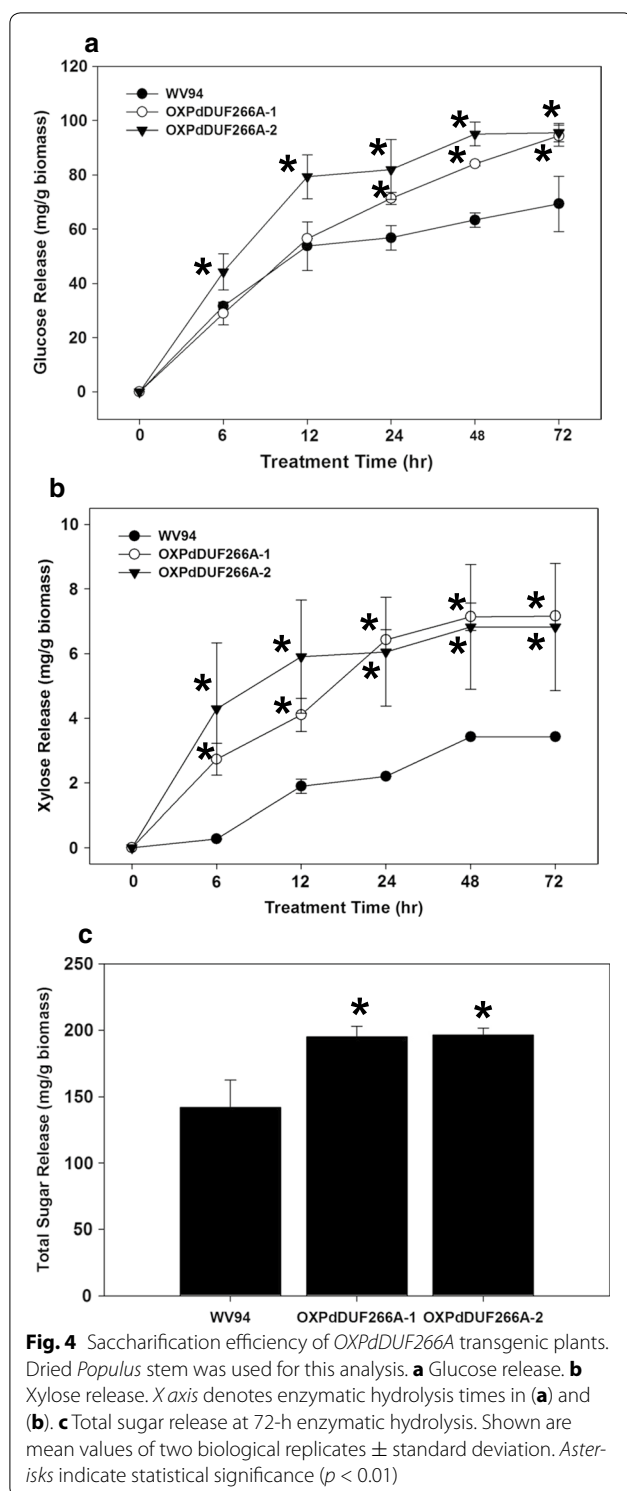 a
120
100
80
60
40
20
0
Glucose Release (mg/g biomass)
WV94
OXPdDUF266A-1
OXPdDUF266A-2
* * * * * * * *
0 6 12 24 48 72
Treatment Time (hr)
b
10
8
6
4
2
0
Xylose Release (mg/g biomass)
WV94
OXPdDUF266A-1
OXPdDUF266A-2
* * * * * * * * * *
0 6 12 24 48 72
Treatment Time (hr)
c
250
200
150
100
50
0
Total Sugar Release (mg/g biomass)
* *
WV94 OXPdDUF266A-1 OXPdDUF266A-2
Fig. 4 Saccharification efficiency of OXPdDUF266A transgenic plants.
Dried Populus stem was used for this analysis. a Glucose release. b
Xylose release. X axis denotes enzymatic hydrolysis times in (a) and
(b). c Total sugar release at 72-h enzymatic hydrolysis. Shown are
mean values of two biological replicates ± standard deviation. Aster-
isks indicate statistical significance (p < 0.01)